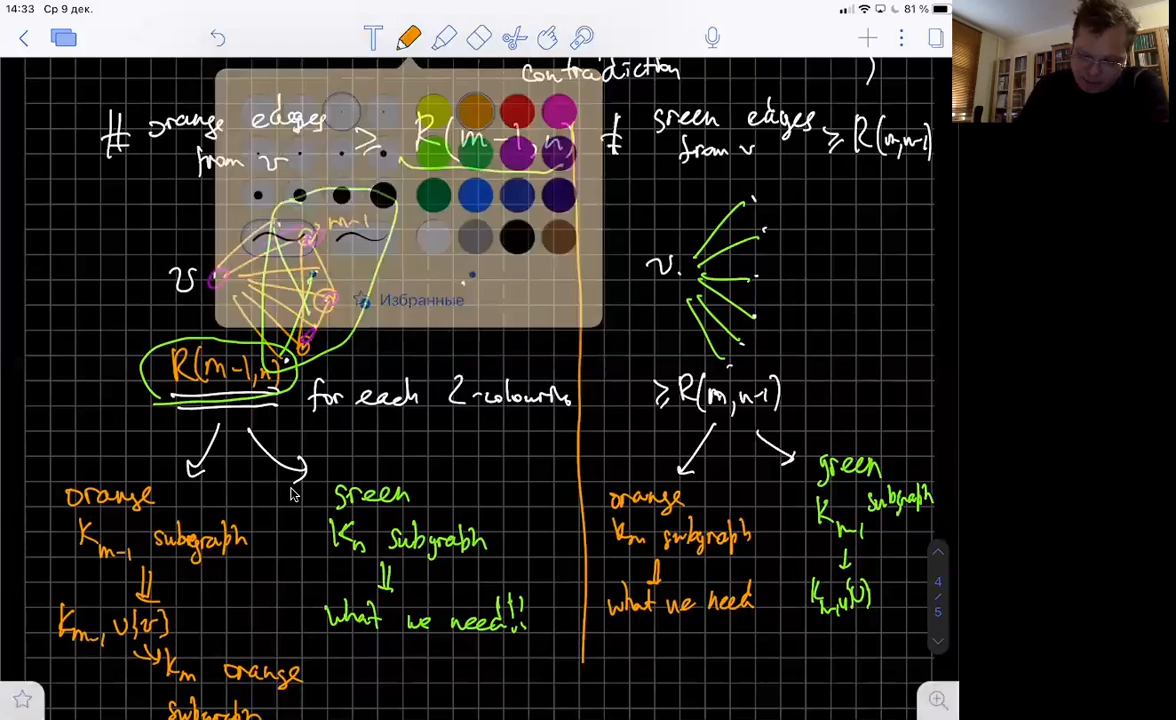 14:33 Ср 9 дек.
81 %
contradiction
# orange edges from v ≥ R(m-1,n)
# green edges from v ≥ R(m,n-1)
m-1
v
v.
Избранные
R(m-1,n)
for each 2-colouring
≥R(m,n-1)
orange
K_{m-1} subgraph
⇓
K_{m-1} ∪ {v}
↘ K_m orange
subgraph
green
K_n subgraph
⇓
what we need!!!
orange
K_m subgraph
⇓
what we need
green
K_{n-1} subgraph
↓
4
/
5